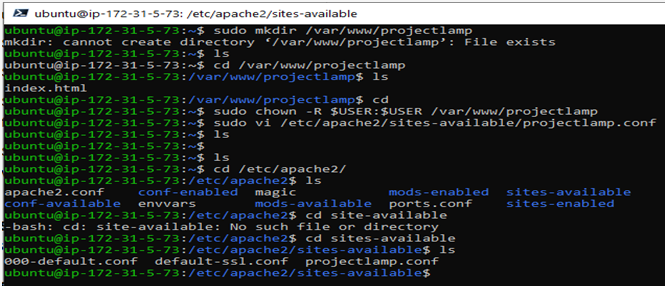 ubuntu@ip-172-31-5-73: /etc/apache2/sites-available
ubuntu@ip-172-31-5-73:~$ sudo mkdir /var/www/projectlamp
mkdir: cannot create directory ‘/var/www/projectlamp’: File exists
ubuntu@ip-172-31-5-73:~$ ls
ubuntu@ip-172-31-5-73:~$ cd /var/www/projectlamp
ubuntu@ip-172-31-5-73:/var/www/projectlamp$ ls
index.html
ubuntu@ip-172-31-5-73:/var/www/projectlamp$ cd
ubuntu@ip-172-31-5-73:~$ sudo chown -R $USER:$USER /var/www/projectlamp
ubuntu@ip-172-31-5-73:~$ sudo vi /etc/apache2/sites-available/projectlamp.conf
ubuntu@ip-172-31-5-73:~$ ls
ubuntu@ip-172-31-5-73:~$
ubuntu@ip-172-31-5-73:~$ ls
ubuntu@ip-172-31-5-73:~$ cd /etc/apache2/
ubuntu@ip-172-31-5-73:/etc/apache2$ ls
apache2.conf conf-enabled magic mods-enabled sites-available
conf-available envvars mods-available ports.conf sites-enabled
ubuntu@ip-172-31-5-73:/etc/apache2$ cd site-available
-bash: cd: site-available: No such file or directory
ubuntu@ip-172-31-5-73:/etc/apache2$ cd sites-available
ubuntu@ip-172-31-5-73:/etc/apache2/sites-available$ ls
000-default.conf default-ssl.conf projectlamp.conf
ubuntu@ip-172-31-5-73:/etc/apache2/sites-available$